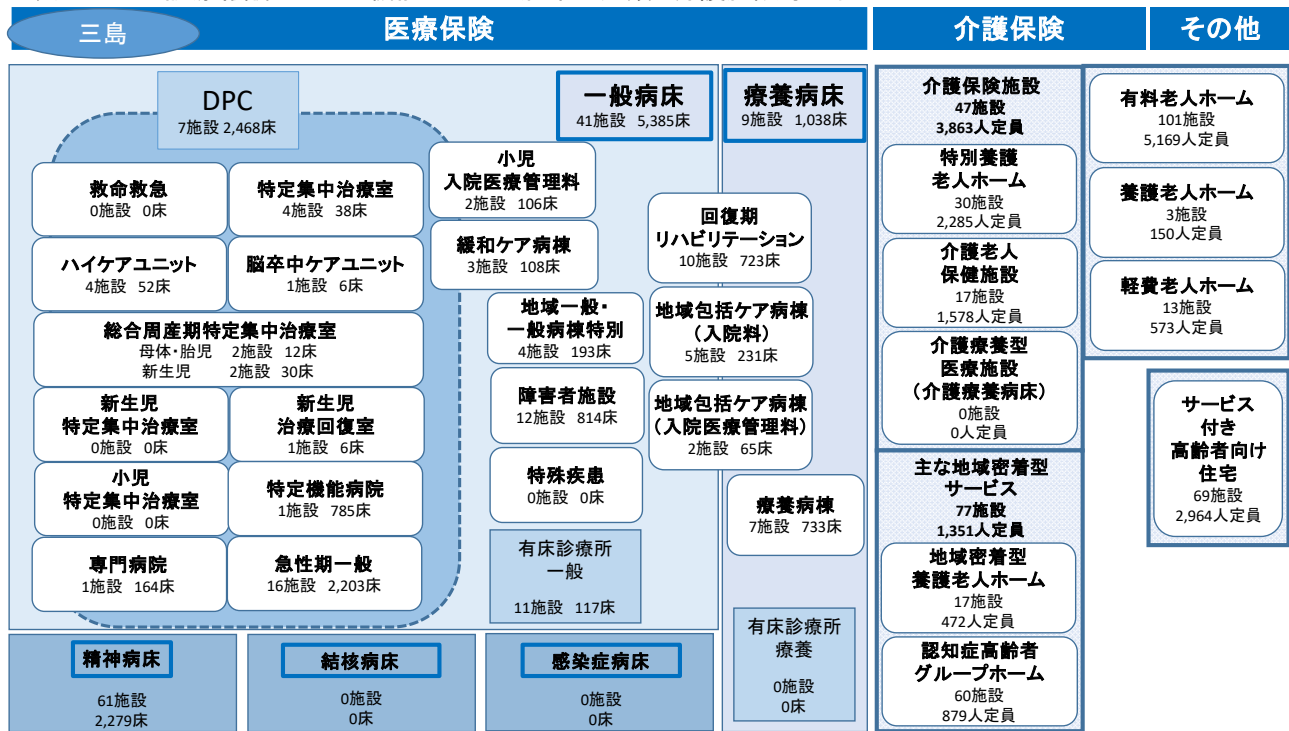 三島
医療保険
介護保険
その他
DPC
7施設 2,468床
一般病床
41施設 5,385床
療養病床
9施設 1,038床
救命救急
0施設 0床
特定集中治療室
4施設 38床
ハイケアユニット
4施設 52床
脳卒中ケアユニット
1施設 6床
総合周産期特定集中治療室
母体・胎児 2施設 12床
新生児 2施設 30床
新生児
特定集中治療室
0施設 0床
新生児
治療回復室
1施設 6床
小児
特定集中治療室
0施設 0床
特定機能病院
1施設 785床
専門病院
1施設 164床
急性期一般
16施設 2,203床
小児
入院医療管理料
2施設 106床
緩和ケア病棟
3施設 108床
地域一般・
一般病棟特別
4施設 193床
障害者施設
12施設 814床
特殊疾患
0施設 0床
有床診療所
一般
11施設 117床
回復期
リハビリテーション
10施設 723床
地域包括ケア病棟
(入院料)
5施設 231床
地域包括ケア病棟
(入院医療管理料)
2施設 65床
療養病棟
7施設 733床
有床診療所
療養
0施設
0床
精神病床
61施設
2,279床
結核病床
0施設
0床
感染症病床
0施設
0床
介護保険施設
47施設
3,863人定員
特別養護
老人ホーム
30施設
2,285人定員
介護老人
保健施設
17施設
1,578人定員
介護療養型
医療施設
(介護療養病床)
0施設
0人定員
主な地域密着型
サービス
77施設
1,351人定員
地域密着型
養護老人ホーム
17施設
472人定員
認知症高齢者
グループホーム
60施設
879人定員
有料老人ホーム
101施設
5,169人定員
養護老人ホーム
3施設
150人定員
軽費老人ホーム
13施設
573人定員
サービス
付き
高齢者向け
住宅
69施設
2,964人定員